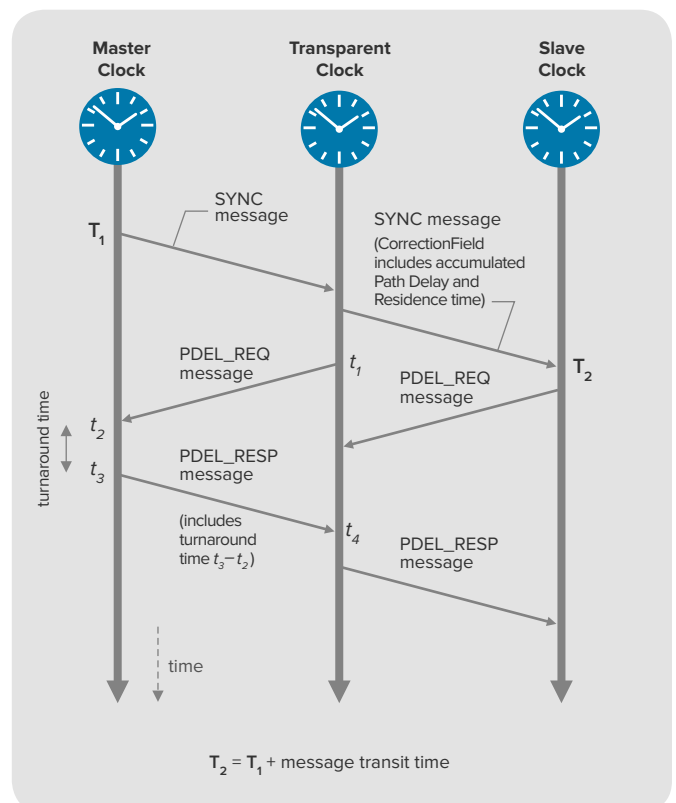 Master
Clock
Transparent
Clock
Slave
Clock
SYNC
message
T₁
SYNC message
(CorrectionField
includes accumulated
Path Delay and
Residence time)
PDEL_REQ
message
t₁
T₂
PDEL_REQ
message
turnaround time
t₂
t₃
PDEL_RESP
message
(includes
turnaround
time t₃–t₂)
t₄
PDEL_RESP
message
time
T₂ = T₁ + message transit time